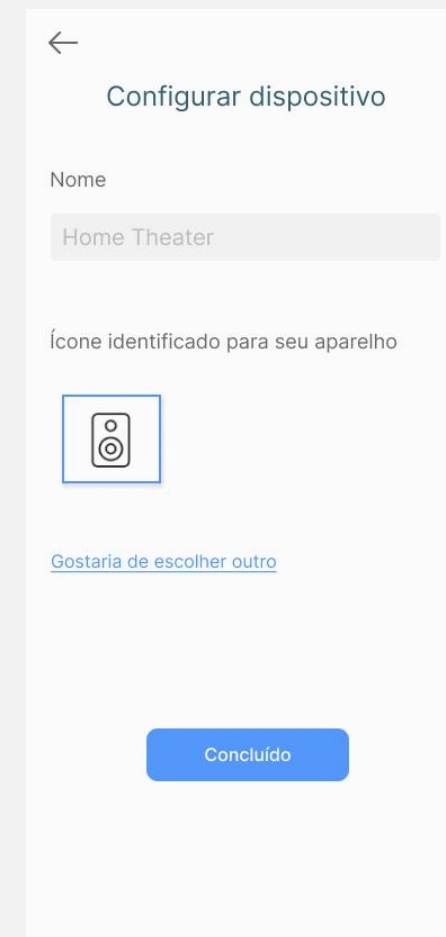 Configurar dispositivo
Nome
Home Theater
Ícone identificado para seu aparelho
Gostaria de escolher outro
Concluído